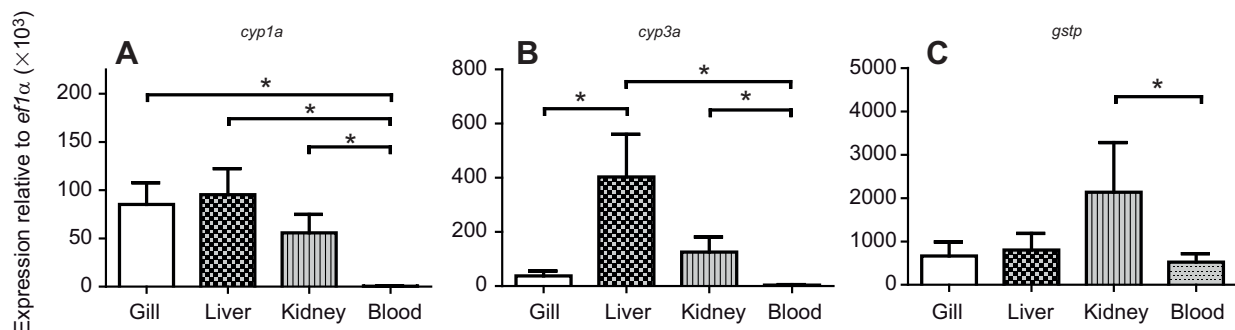 Expression relative to ef1α (×10³)
A
cyp1a
200
150
100
50
0
*
*
*
Gill Liver Kidney Blood
B
cyp3a
800
600
400
200
0
*
*
*
Gill Liver Kidney Blood
C
gstp
5000
4000
3000
2000
1000
0
*
Gill Liver Kidney Blood